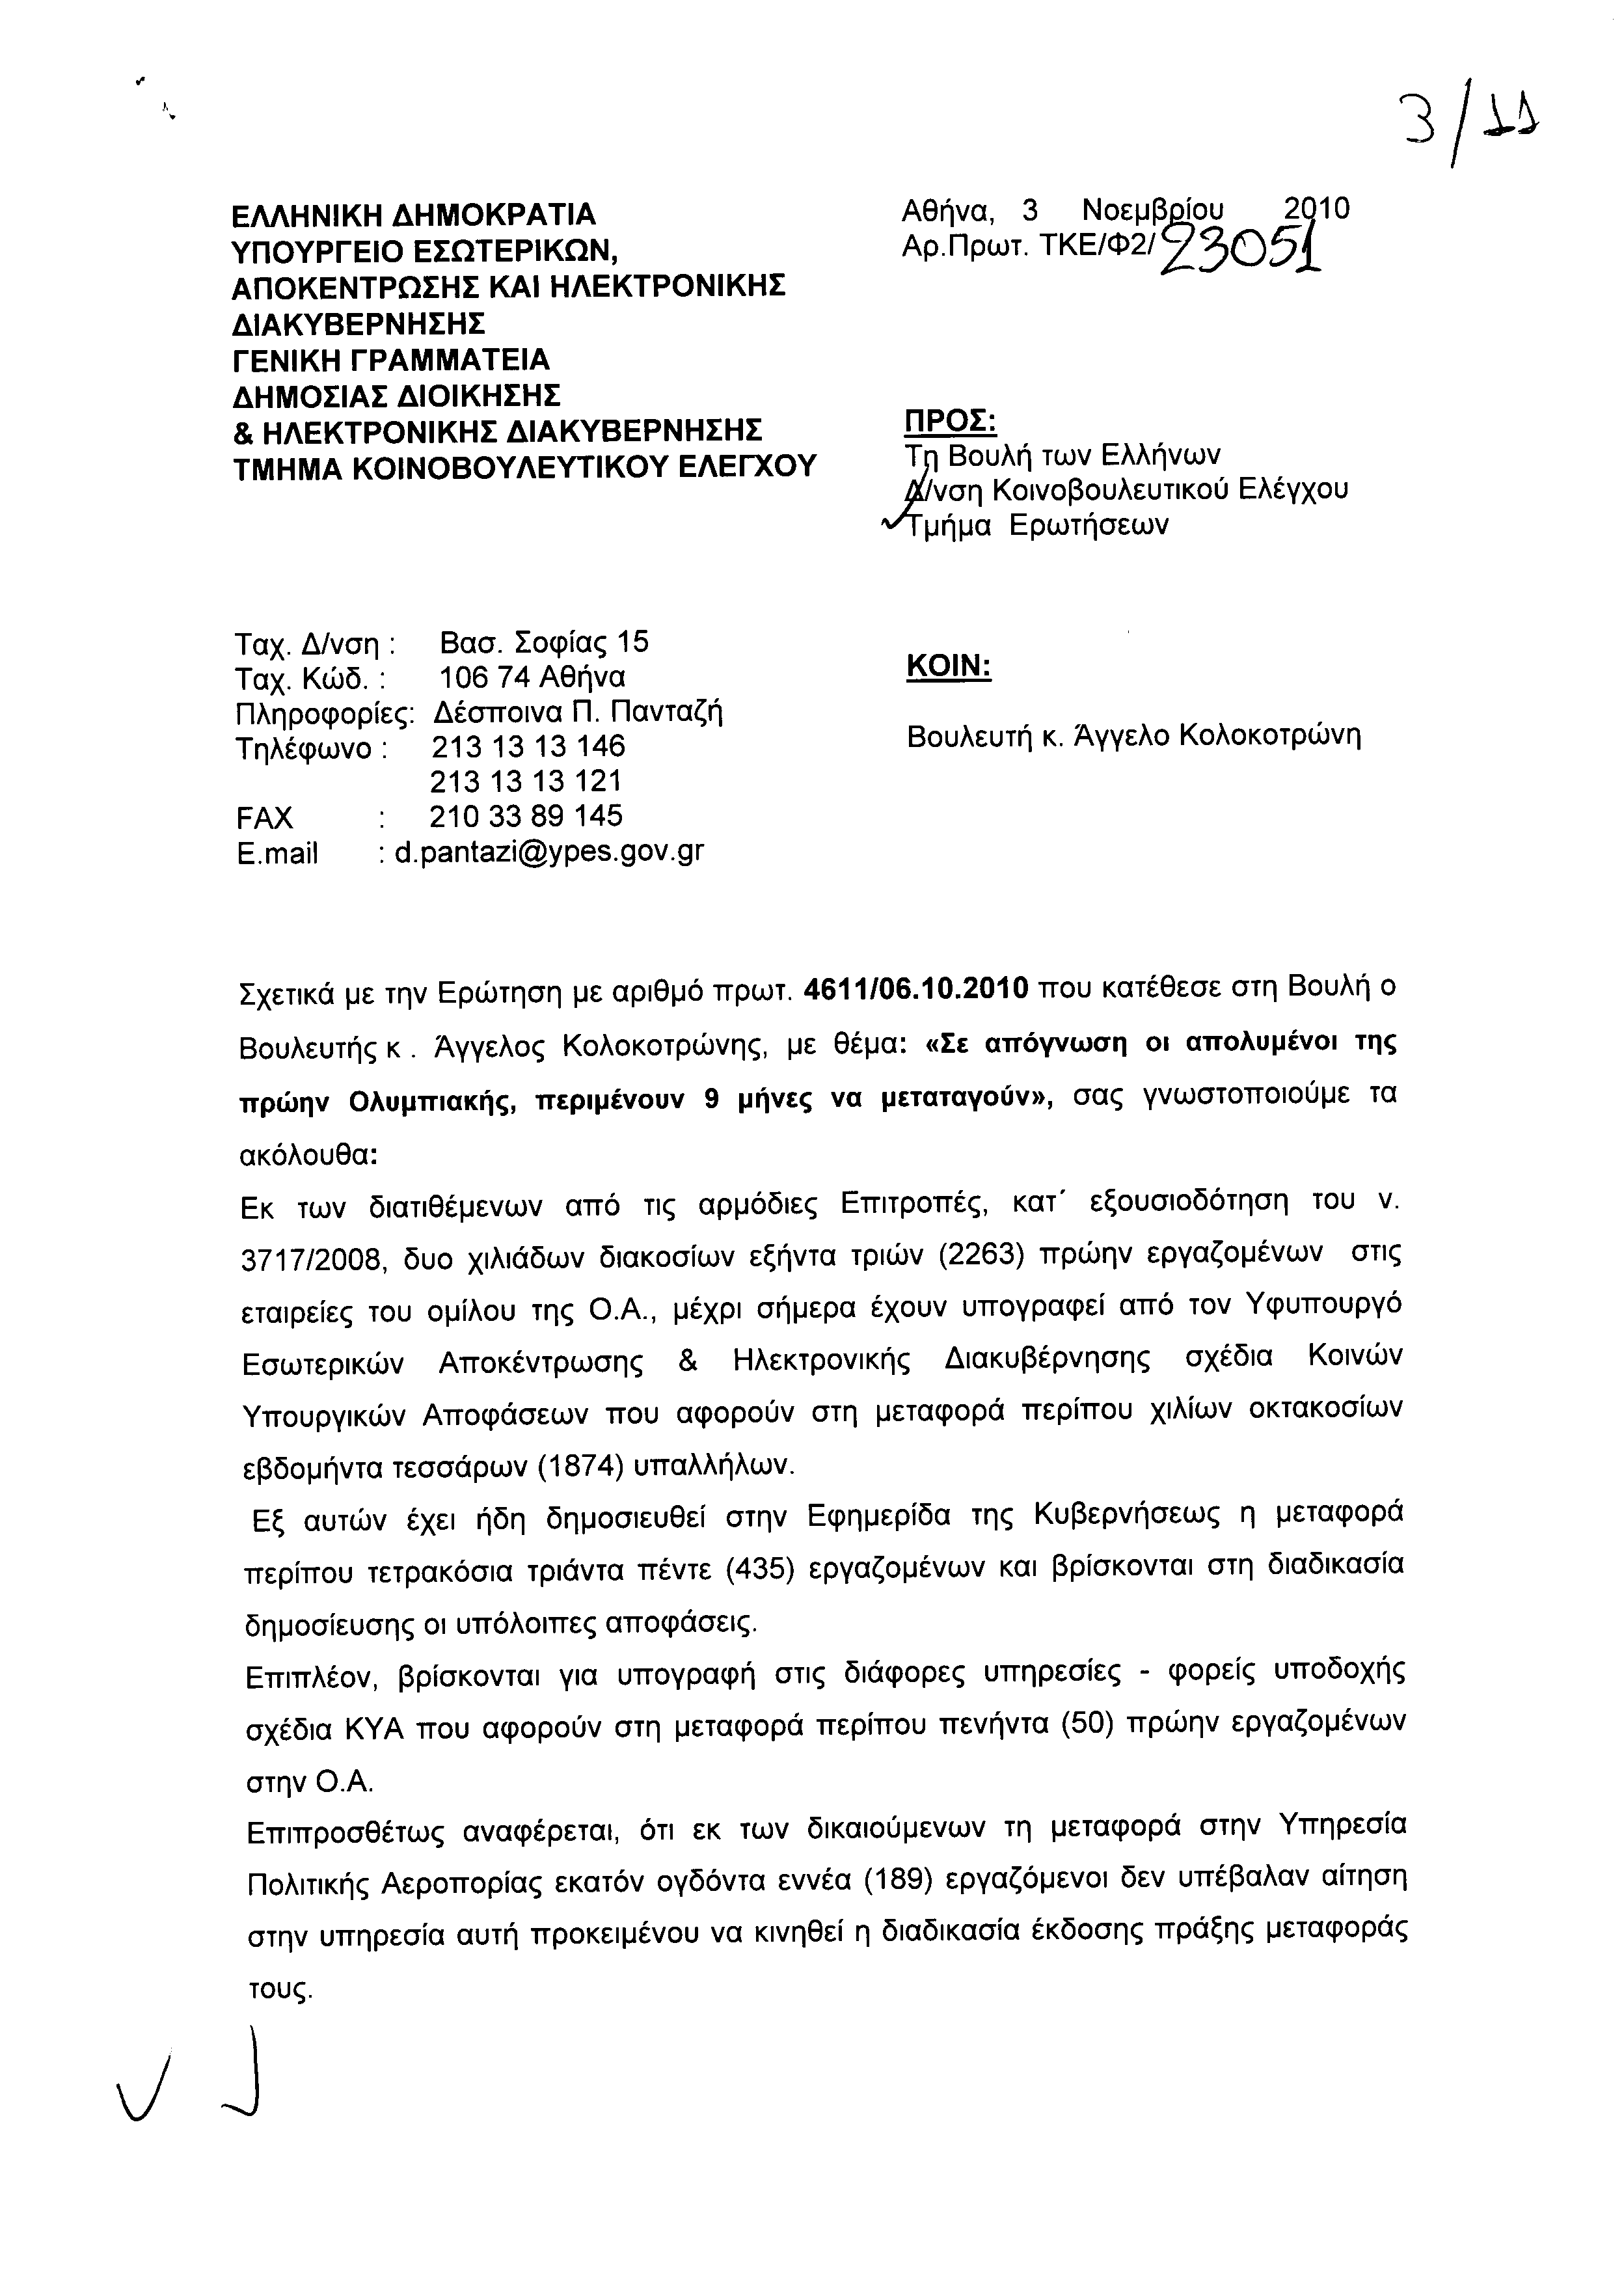 3/11
ΕΛΛΗΝΙΚΗ ΔΗΜΟΚΡΑΤΙΑ
ΥΠΟΥΡΓΕΙΟ ΕΣΩΤΕΡΙΚΩΝ,
ΑΠΟΚΕΝΤΡΩΣΗΣ ΚΑΙ ΗΛΕΚΤΡΟΝΙΚΗΣ
ΔΙΑΚΥΒΕΡΝΗΣΗΣ
ΓΕΝΙΚΗ ΓΡΑΜΜΑΤΕΙΑ
ΔΗΜΟΣΙΑΣ ΔΙΟΙΚΗΣΗΣ
& ΗΛΕΚΤΡΟΝΙΚΗΣ ΔΙΑΚΥΒΕΡΝΗΣΗΣ
ΤΜΗΜΑ ΚΟΙΝΟΒΟΥΛΕΥΤΙΚΟΥ ΕΛΕΓΧΟΥ
Αθήνα, 3 Νοεμβρίου 2010
Αρ.Πρωτ. ΤΚΕ/Φ2/23051
ΠΡΟΣ:
Τη Βουλή των Ελλήνων
Δ/νση Κοινοβουλευτικού Ελέγχου
Τμήμα Ερωτήσεων
Ταχ. Δ/νση : Βασ. Σοφίας 15
Ταχ. Κώδ. : 106 74 Αθήνα
Πληροφορίες: Δέσποινα Π. Πανταζή
Τηλέφωνο : 213 13 13 146
213 13 13 121
FAX : 210 33 89 145
E.mail : d.pantazi@ypes.gov.gr
ΚΟΙΝ:
Βουλευτή κ. Άγγελο Κολοκοτρώνη
Σχετικά με την Ερώτηση με αριθμό πρωτ. 4611/06.10.2010 που κατέθεσε στη Βουλή ο
Βουλευτής κ . Άγγελος Κολοκοτρώνης, με θέμα: «Σε απόγνωση οι απολυμένοι της
πρώην Ολυμπιακής, περιμένουν 9 μήνες να μεταταγούν», σας γνωστοποιούμε τα
ακόλουθα:
Εκ των διατιθέμενων από τις αρμόδιες Επιτροπές, κατ΄ εξουσιοδότηση του ν.
3717/2008, δυο χιλιάδων διακοσίων εξήντα τριών (2263) πρώην εργαζομένων στις
εταιρείες του ομίλου της Ο.Α., μέχρι σήμερα έχουν υπογραφεί από τον Υφυπουργό
Εσωτερικών Αποκέντρωσης & Ηλεκτρονικής Διακυβέρνησης σχέδια Κοινών
Υπουργικών Αποφάσεων που αφορούν στη μεταφορά περίπου χιλίων οκτακοσίων
εβδομήντα τεσσάρων (1874) υπαλλήλων.
Εξ αυτών έχει ήδη δημοσιευθεί στην Εφημερίδα της Κυβερνήσεως η μεταφορά
περίπου τετρακόσια τριάντα πέντε (435) εργαζομένων και βρίσκονται στη διαδικασία
δημοσίευσης οι υπόλοιπες αποφάσεις.
Επιπλέον, βρίσκονται για υπογραφή στις διάφορες υπηρεσίες - φορείς υποδοχής
σχέδια ΚΥΑ που αφορούν στη μεταφορά περίπου πενήντα (50) πρώην εργαζομένων
στην Ο.Α.
Επιπροσθέτως αναφέρεται, ότι εκ των δικαιούμενων τη μεταφορά στην Υπηρεσία
Πολιτικής Αεροπορίας εκατόν ογδόντα εννέα (189) εργαζόμενοι δεν υπέβαλαν αίτηση
στην υπηρεσία αυτή προκειμένου να κινηθεί η διαδικασία έκδοσης πράξης μεταφοράς
τους.